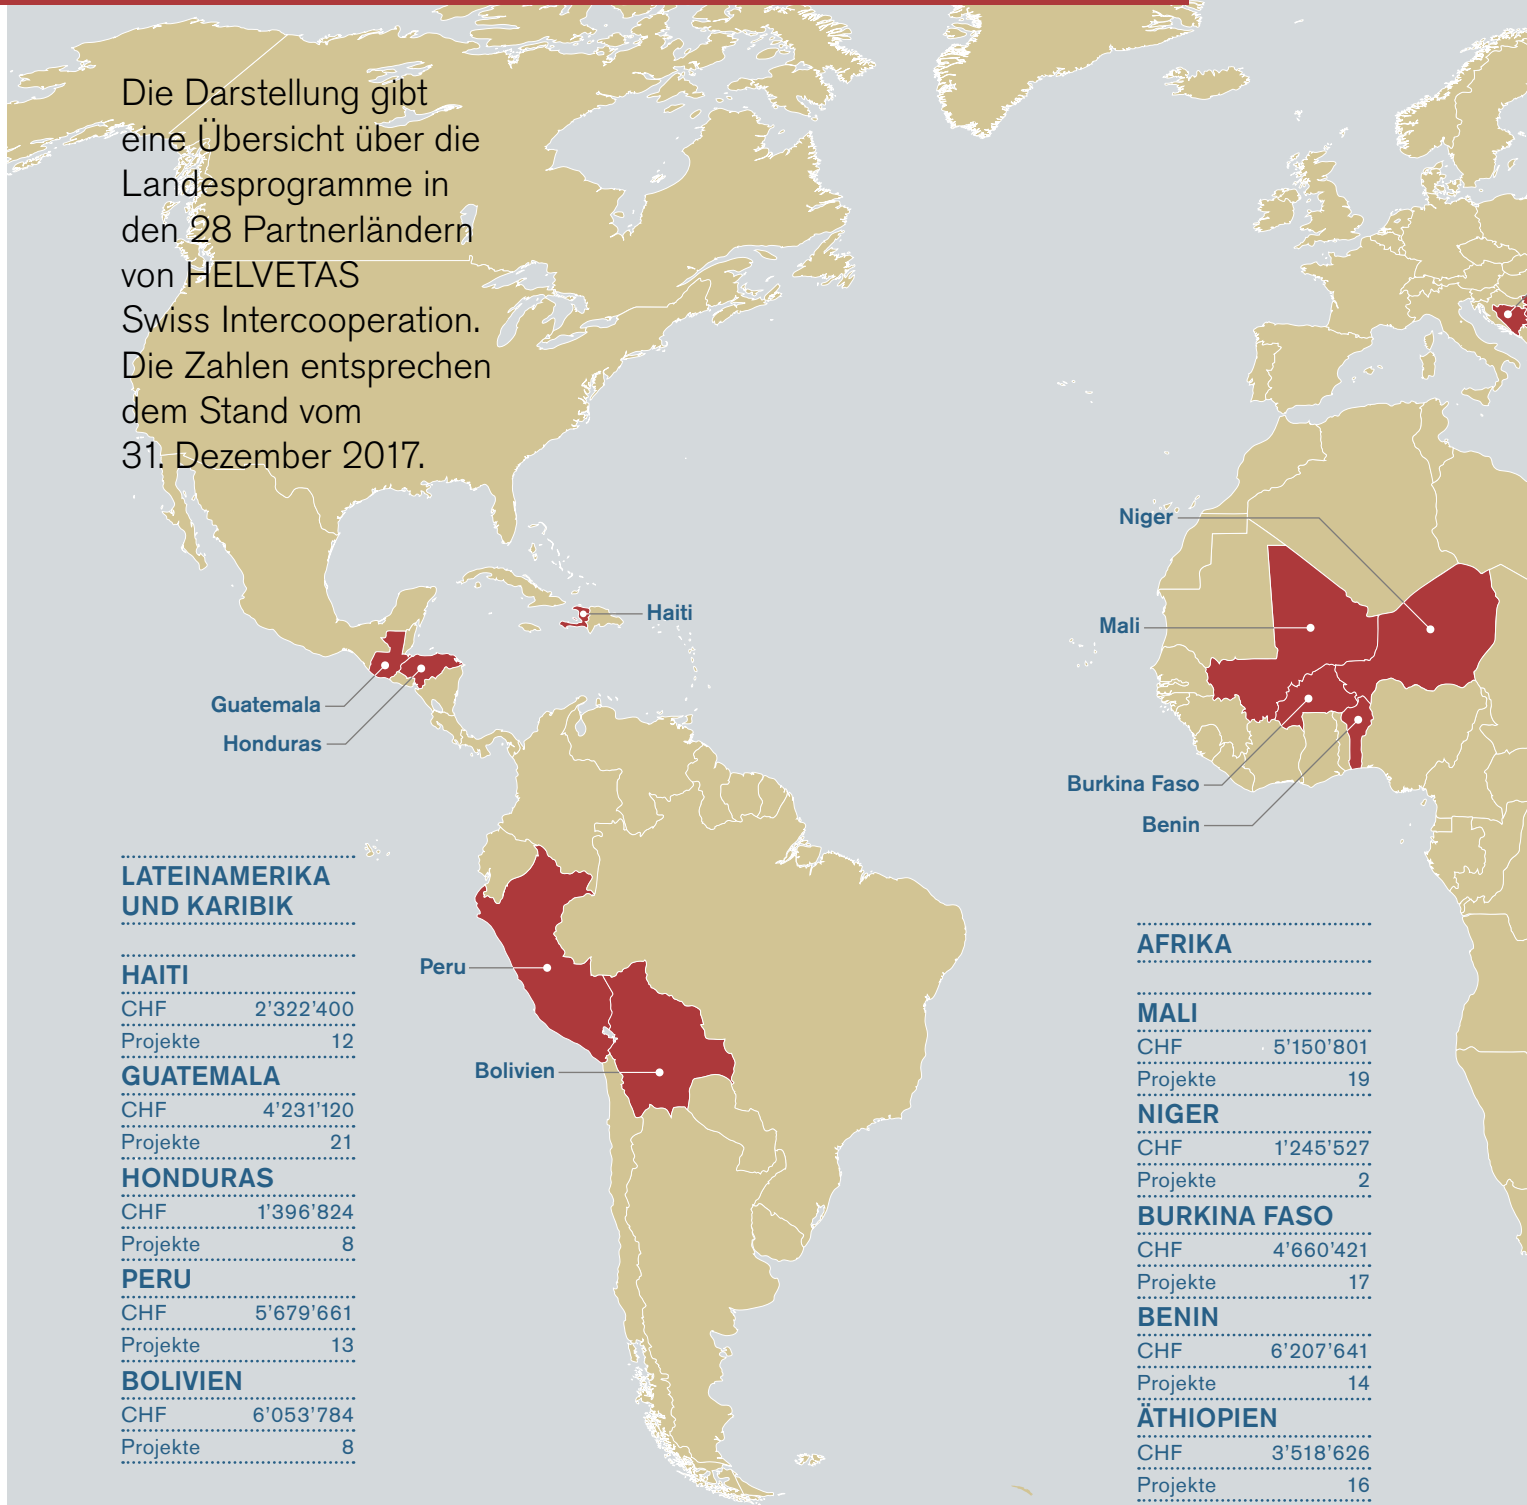 Die Darstellung gibt
eine Übersicht über die
Landesprogramme in
den 28 Partnerländern
von HELVETAS
Swiss Intercooperation.
Die Zahlen entsprechen
dem Stand vom
31. Dezember 2017.
Niger
Haiti
Mali
Guatemala
Honduras
Burkina Faso
Benin
Peru
Bolivien
LATEINAMERIKA
UND KARIBIK
HAITI
CHF 2’322’400
Projekte 12
GUATEMALA
CHF 4’231’120
Projekte 21
HONDURAS
CHF 1’396’824
Projekte 8
PERU
CHF 5’679’661
Projekte 13
BOLIVIEN
CHF 6’053’784
Projekte 8
AFRIKA
MALI
CHF 5’150’801
Projekte 19
NIGER
CHF 1’245’527
Projekte 2
BURKINA FASO
CHF 4’660’421
Projekte 17
BENIN
CHF 6’207’641
Projekte 14
ÄTHIOPIEN
CHF 3’518’626
Projekte 16